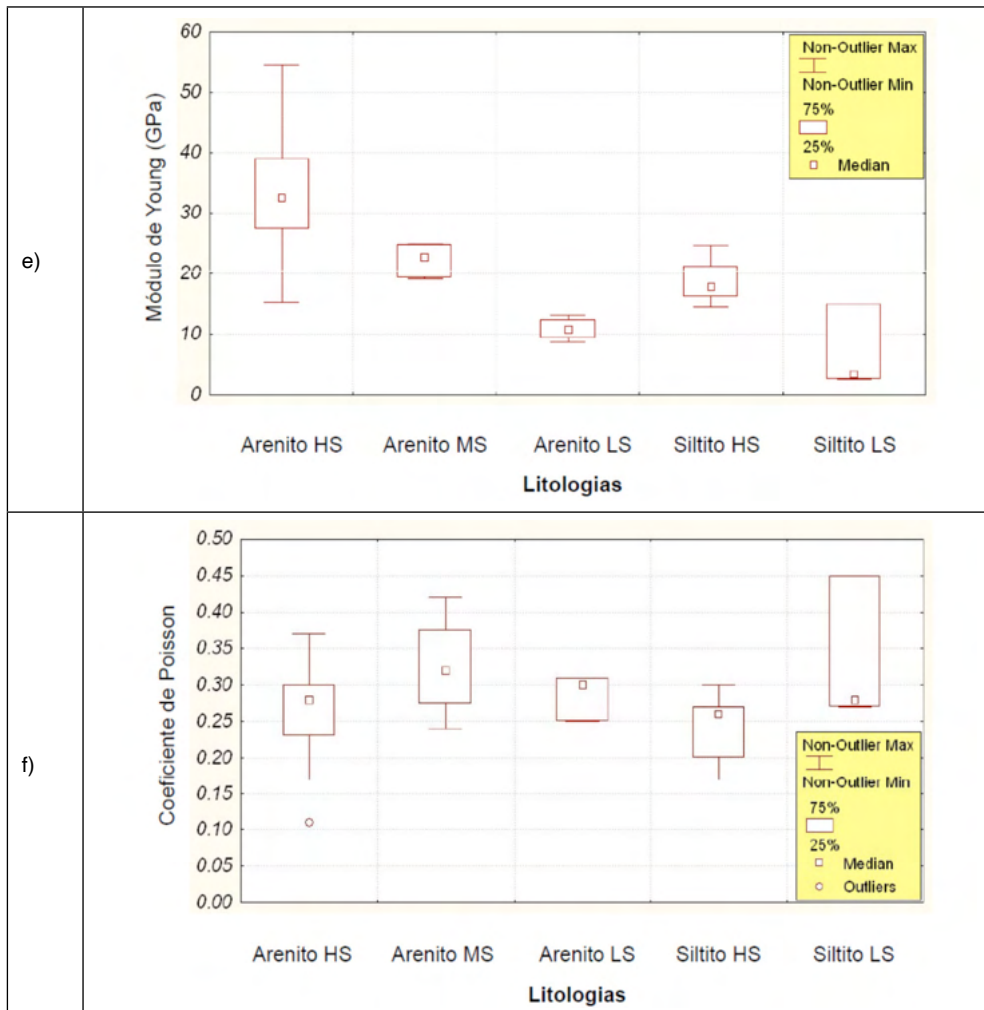 e)
Módulo de Young (GPa)
60
50
40
30
20
10
0
Non-Outlier Max
Non-Outlier Min
75%
25%
Median
Arenito HS Arenito MS Arenito LS Siltito HS Siltito LS
Litologias
f)
Coeficiente de Poisson
0.50
0.45
0.40
0.35
0.30
0.25
0.20
0.15
0.10
0.05
0.00
Non-Outlier Max
Non-Outlier Min
75%
25%
Median
Outliers
Arenito HS Arenito MS Arenito LS Siltito HS Siltito LS
Litologias